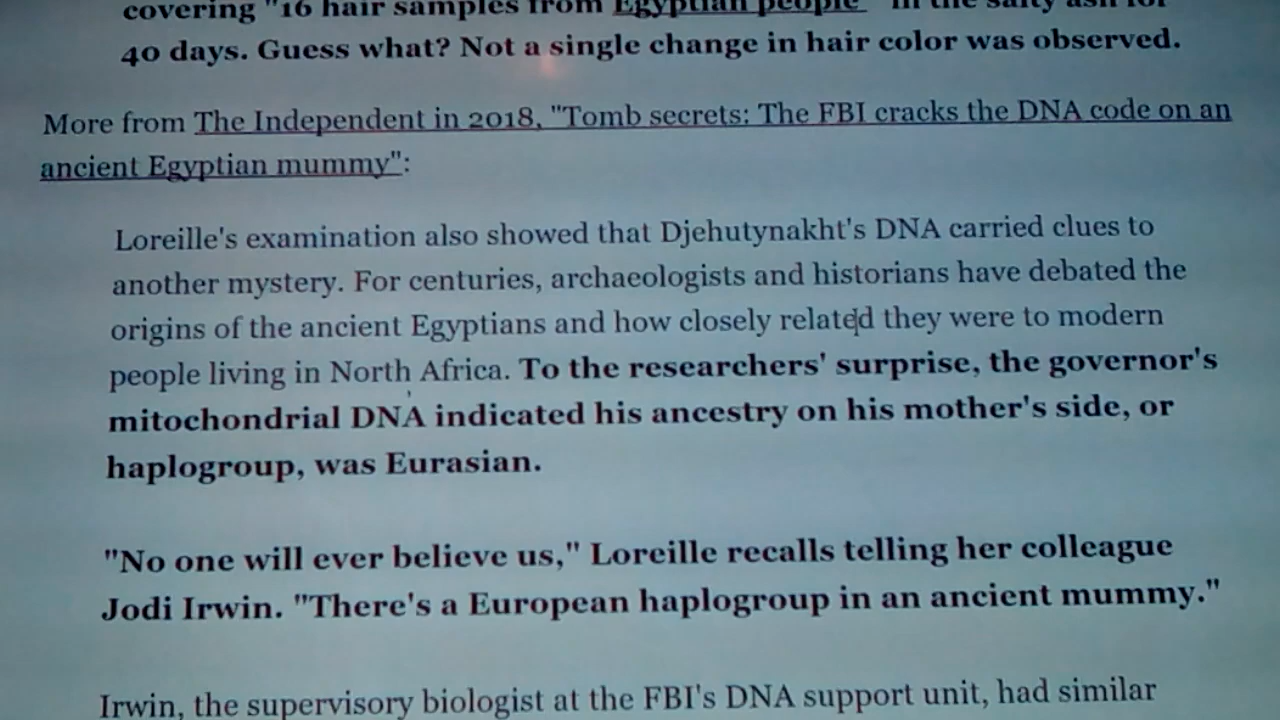 covering "16 hair samples from Egyptian people" in the salty ash for
40 days. Guess what? Not a single change in hair color was observed.
More from The Independent in 2018, "Tomb secrets: The FBI cracks the DNA code on an
ancient Egyptian mummy":
Loreille's examination also showed that Djehutynakht's DNA carried clues to
another mystery. For centuries, archaeologists and historians have debated the
origins of the ancient Egyptians and how closely related they were to modern
people living in North Africa. To the researchers' surprise, the governor's
mitochondrial DNA indicated his ancestry on his mother's side, or
haplogroup, was Eurasian.
"No one will ever believe us," Loreille recalls telling her colleague
Jodi Irwin. "There's a European haplogroup in an ancient mummy."
Irwin, the supervisory biologist at the FBI's DNA support unit, had similar